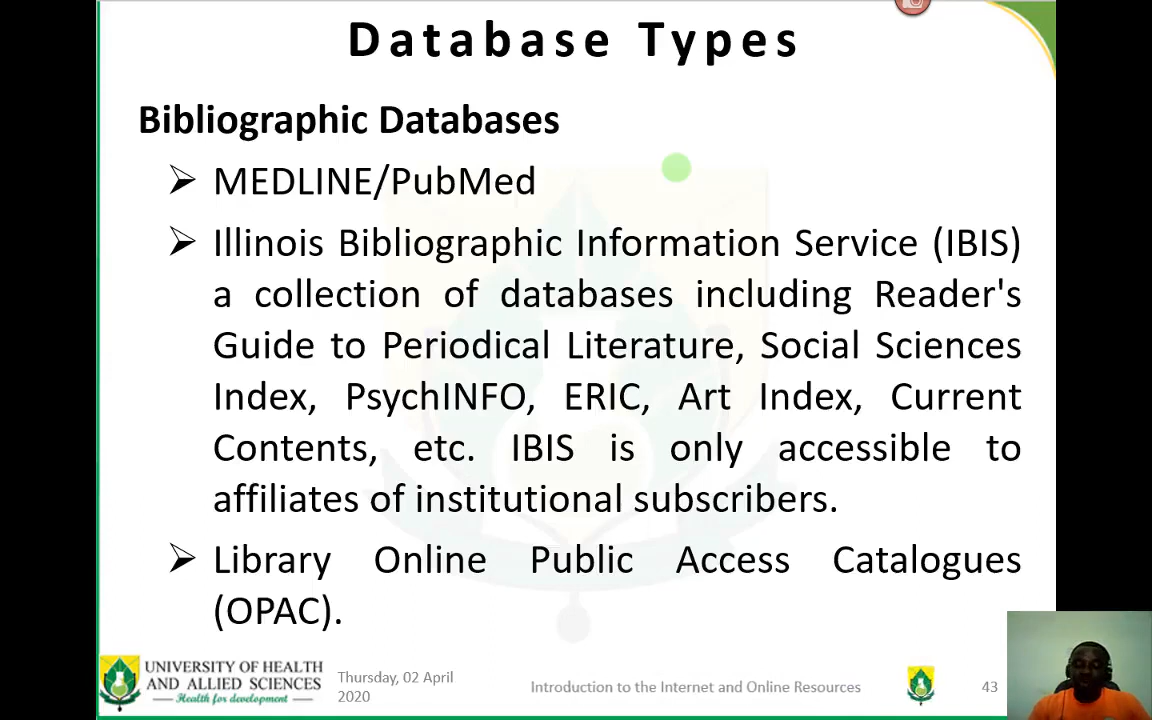 Database Types
Bibliographic Databases
➢ MEDLINE/PubMed
➢ Illinois Bibliographic Information Service (IBIS)
a collection of databases including Reader's
Guide to Periodical Literature, Social Sciences
Index, PsychINFO, ERIC, Art Index, Current
Contents, etc. IBIS is only accessible to
affiliates of institutional subscribers.
➢ Library Online Public Access Catalogues
(OPAC).
UNIVERSITY OF HEALTH
AND ALLIED SCIENCES
Health for development
Thursday, 02 April
2020
Introduction to the Internet and Online Resources
43